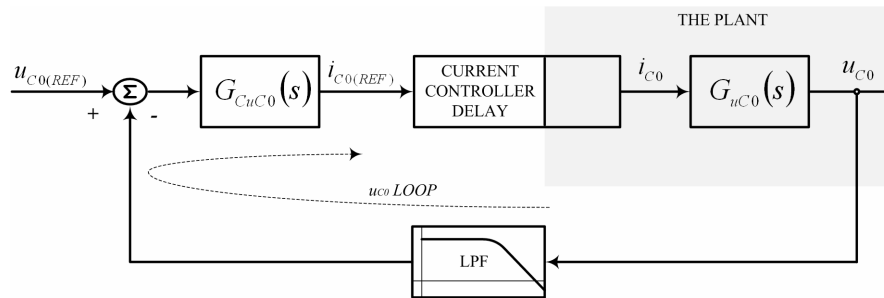 THE PLANT
u_{C0(REF)}
Σ
+
-
G_{CuC0}(s)
i_{C0(REF)}
CURRENT
CONTROLLER
DELAY
i_{C0}
G_{uC0}(s)
u_{C0}
u_{C0} LOOP
LPF